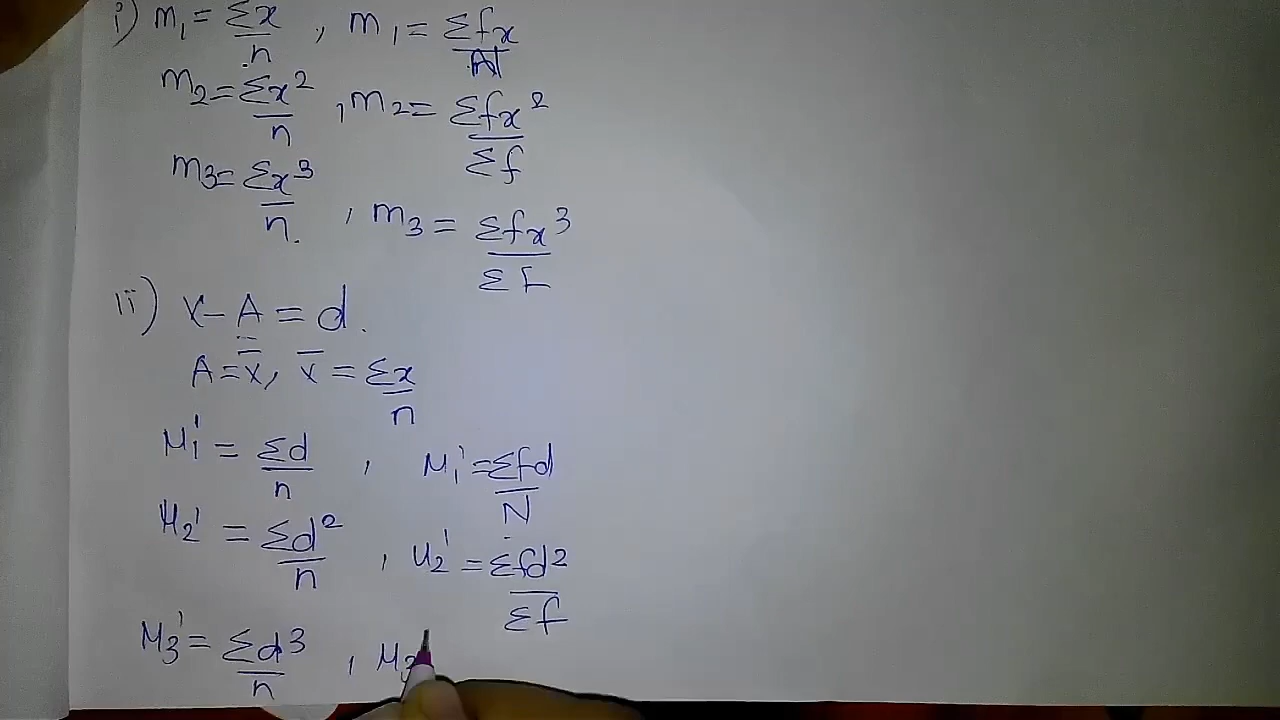 i) m₁ = Σx/n , m₁ = Σfx/N
m₂ = Σx²/n , m₂ = Σfx²/Σf
m₃ = Σx³/n. , m₃ = Σfx³/Σf
ii) x - A = d.
A = x̄, x̄ = Σx/n
μ₁' = Σd/n , μ₁' = Σfd/N
μ₂' = Σd²/n , μ₂' = Σfd²/Σf
μ₃' = Σd³/n , μ₃